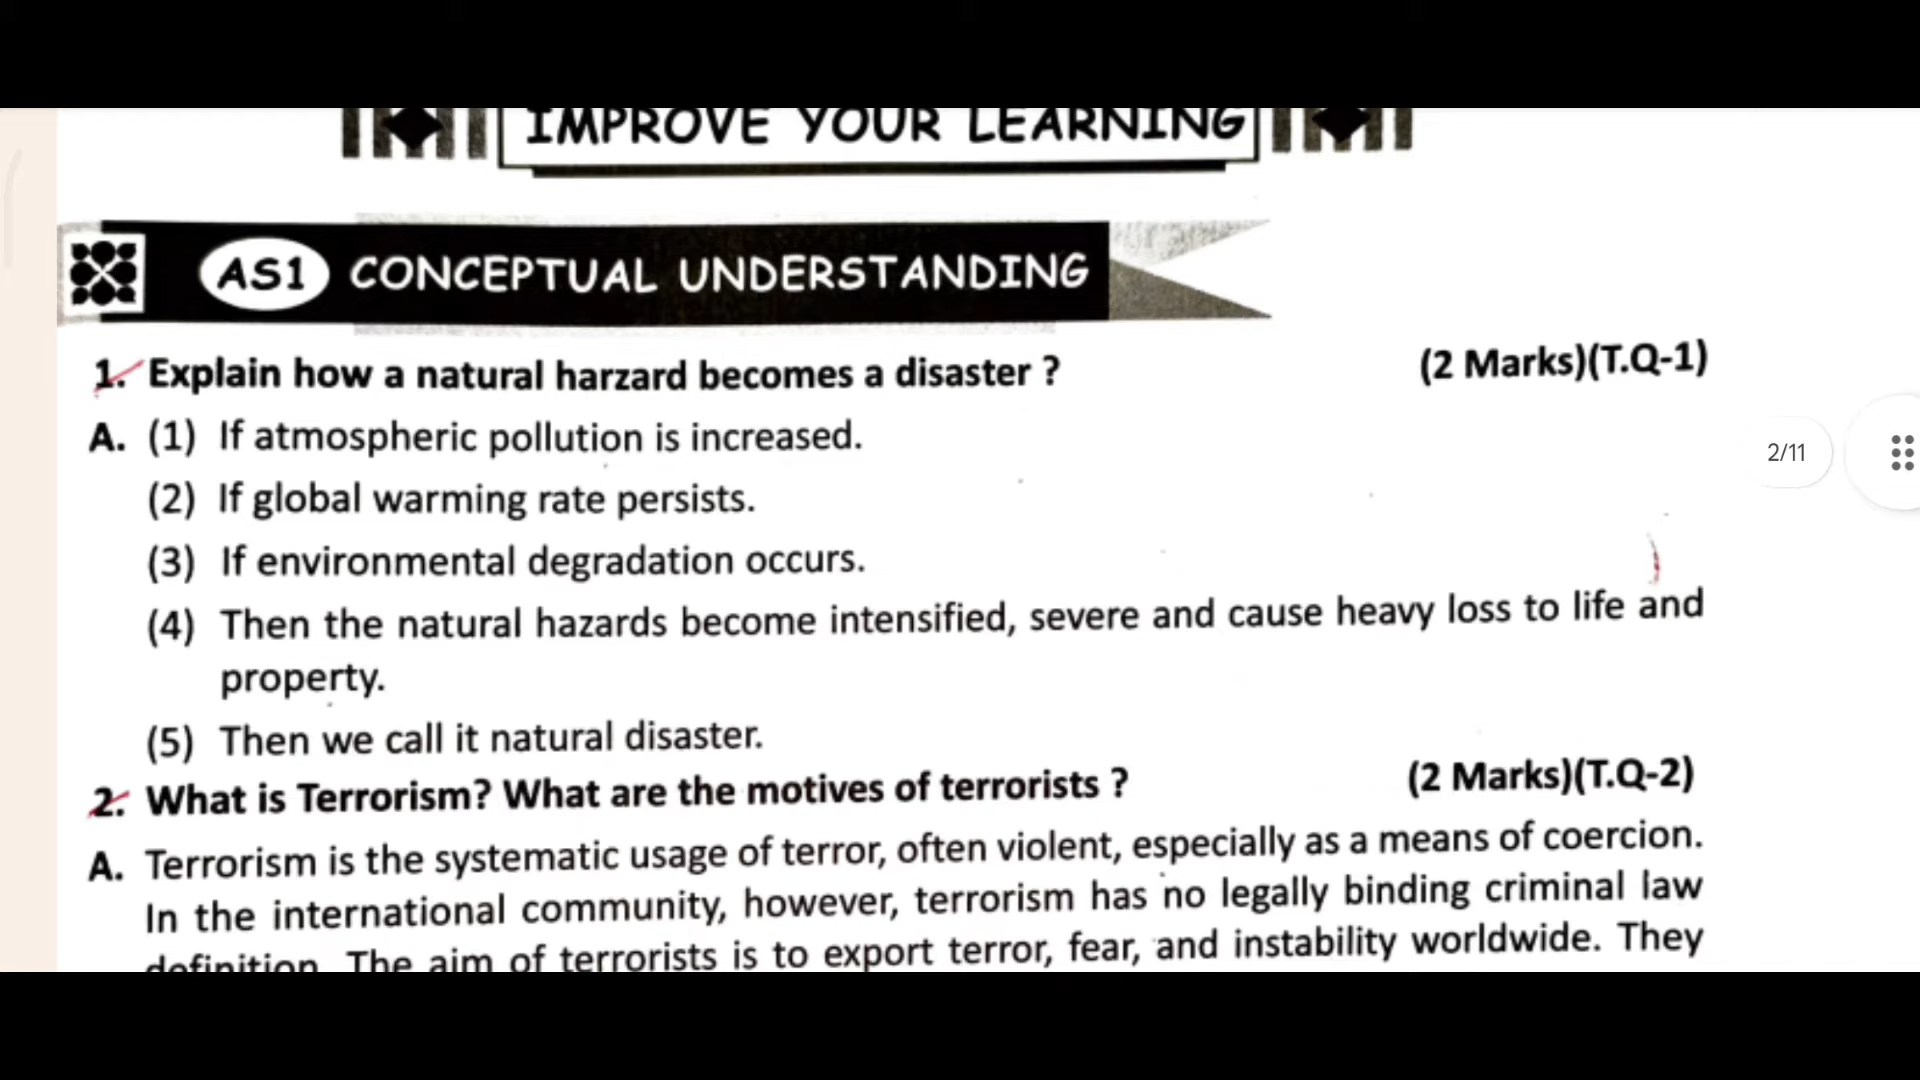 IMPROVE YOUR LEARNING
AS1 CONCEPTUAL UNDERSTANDING
1. Explain how a natural harzard becomes a disaster ? (2 Marks)(T.Q-1)
A. (1) If atmospheric pollution is increased.
(2) If global warming rate persists.
2/11
(3) If environmental degradation occurs.
(4) Then the natural hazards become intensified, severe and cause heavy loss to life and
property.
(5) Then we call it natural disaster.
2. What is Terrorism? What are the motives of terrorists ? (2 Marks)(T.Q-2)
A. Terrorism is the systematic usage of terror, often violent, especially as a means of coercion.
In the international community, however, terrorism has no legally binding criminal law
definition. The aim of terrorists is to export terror, fear, and instability worldwide. They